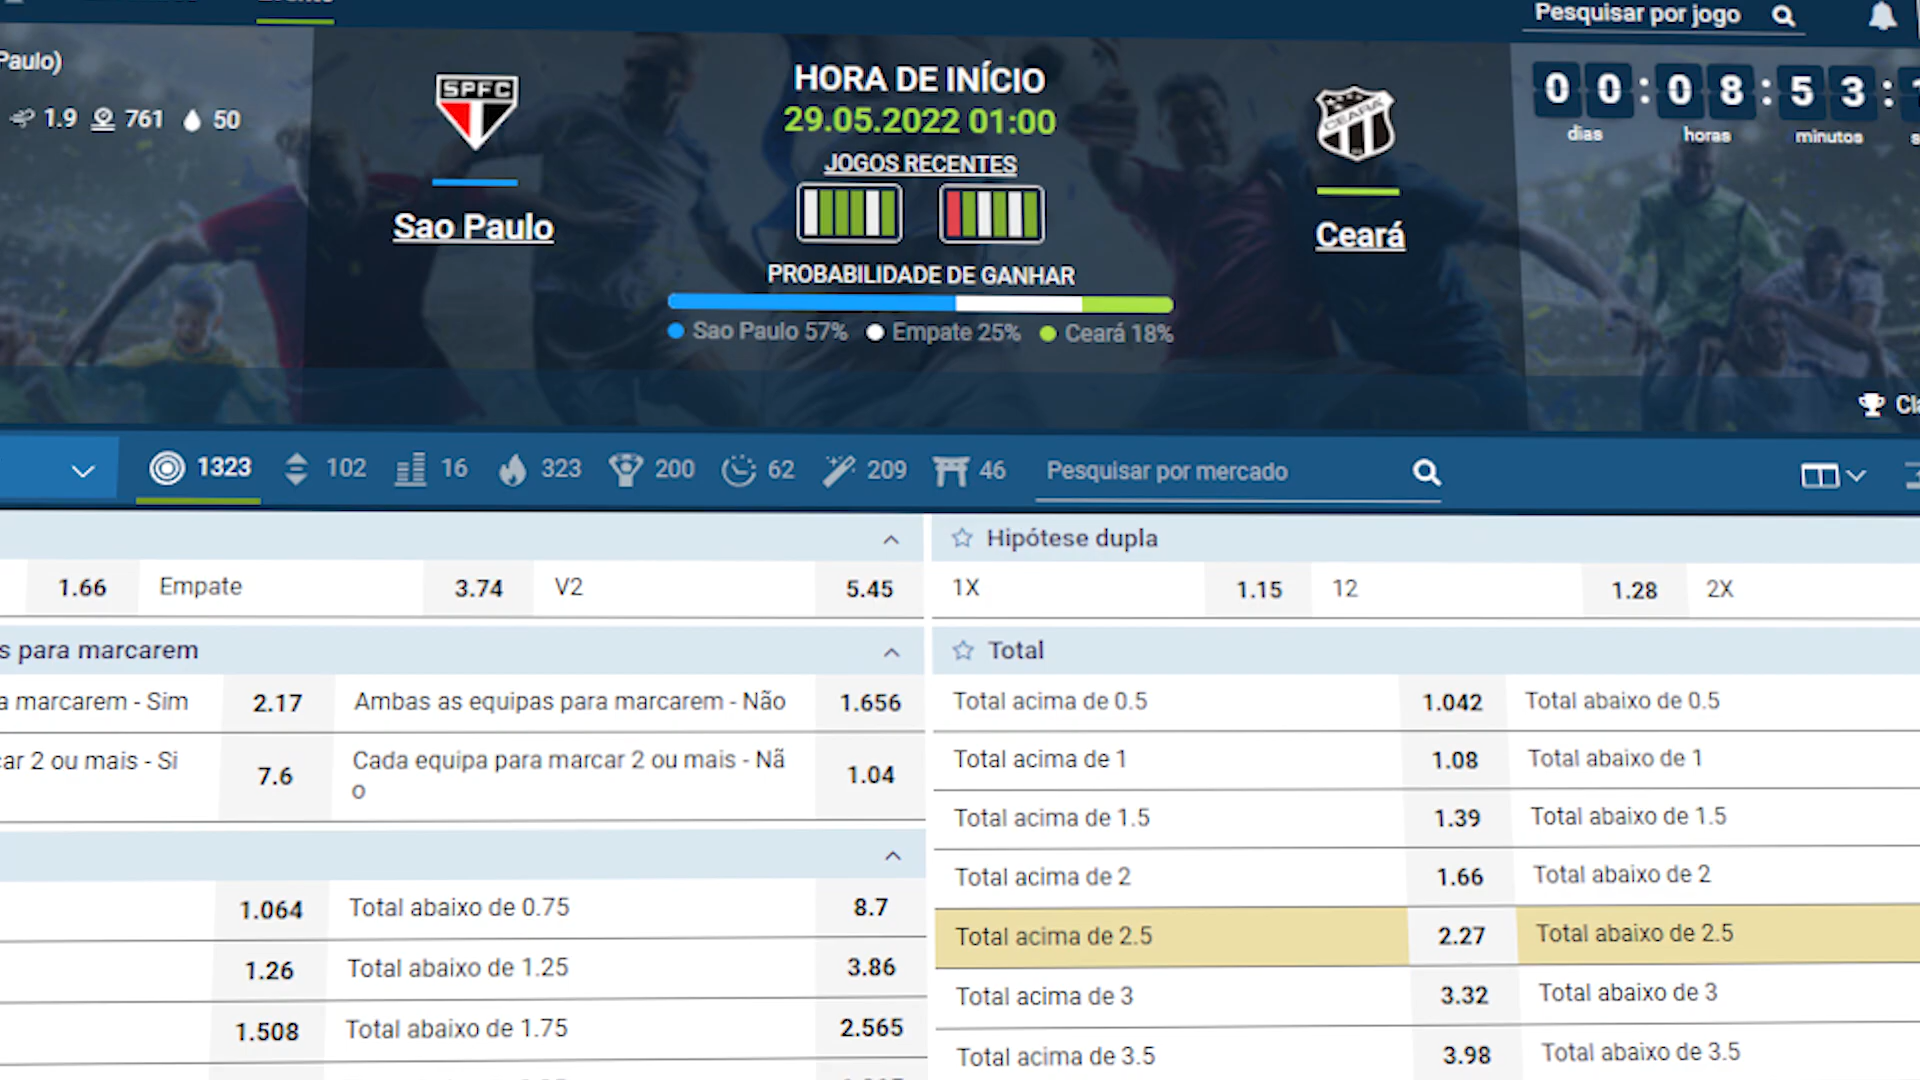 Pesquisar por jogo
Paulo)
1.9 761 50
SPFC
HORA DE INÍCIO
29.05.2022 01:00
JOGOS RECENTES
CEARÁ
00:08:53:
dias horas minutos
Sao Paulo
Ceará
PROBABILIDADE DE GANHAR
Sao Paulo 57% Empate 25% Ceará 18%
1323 102 16 323 200 62 209 46 Pesquisar por mercado
Hipótese dupla
1.66 Empate 3.74 V2 5.45
1X 1.15 12 1.28 2X
s para marcarem
Total
a marcarem - Sim 2.17 Ambas as equipas para marcarem - Não 1.656
Total acima de 0.5 1.042 Total abaixo de 0.5
car 2 ou mais - Si 7.6 Cada equipa para marcar 2 ou mais - Nã
o 1.04
Total acima de 1 1.08 Total abaixo de 1
Total acima de 1.5 1.39 Total abaixo de 1.5
Total acima de 2 1.66 Total abaixo de 2
1.064 Total abaixo de 0.75 8.7
Total acima de 2.5 2.27 Total abaixo de 2.5
1.26 Total abaixo de 1.25 3.86
Total acima de 3 3.32 Total abaixo de 3
1.508 Total abaixo de 1.75 2.565
Total acima de 3.5 3.98 Total abaixo de 3.5